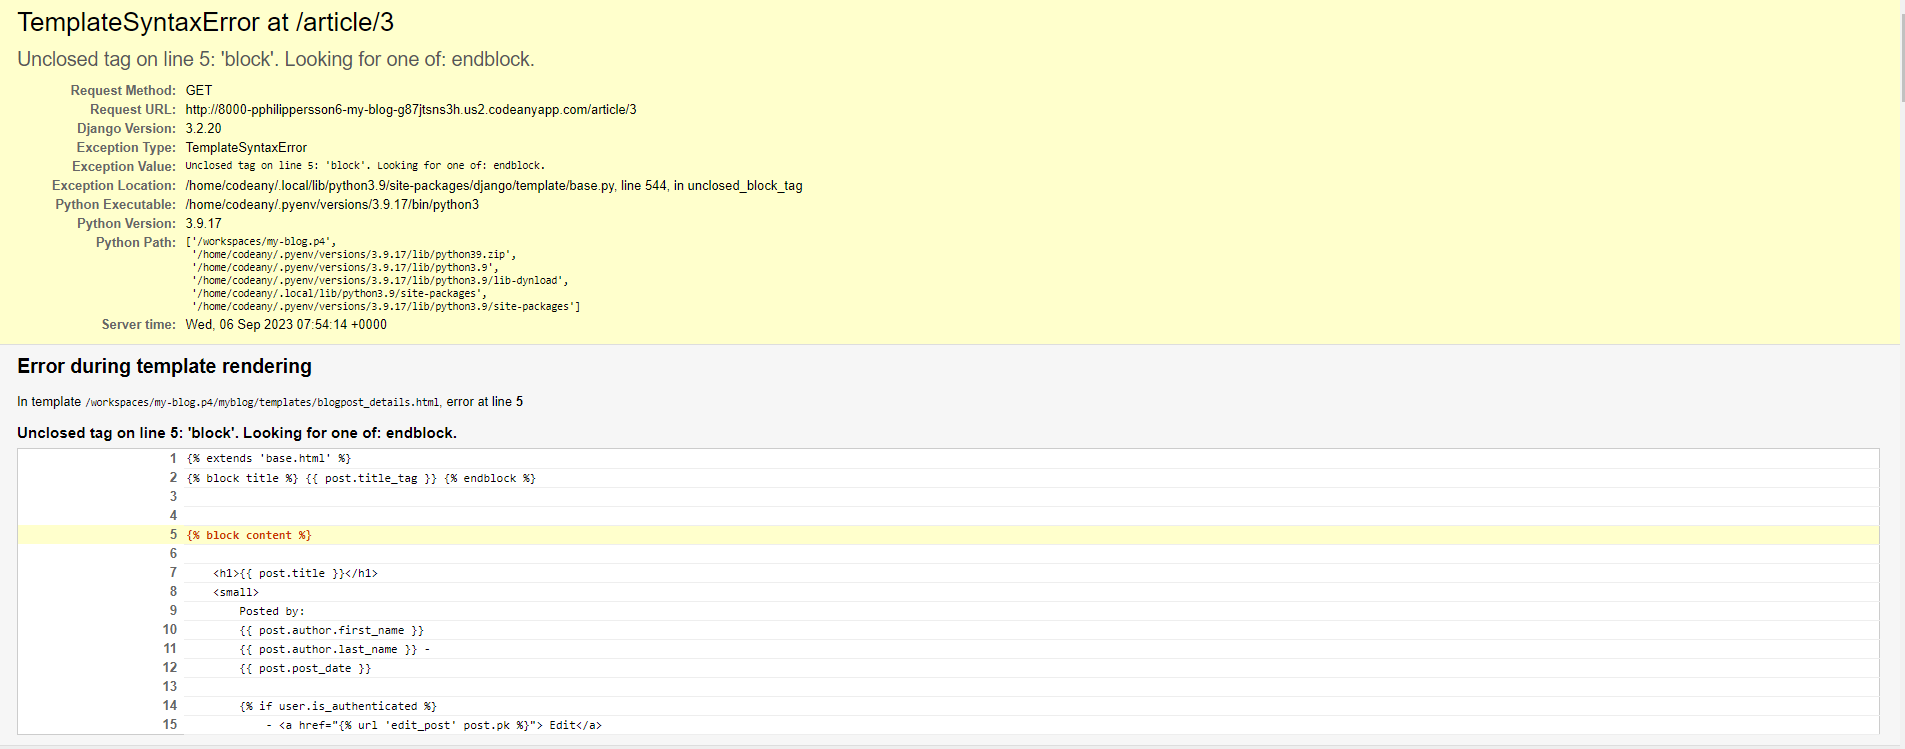 TemplateSyntaxError at /article/3
Unclosed tag on line 5: 'block'. Looking for one of: endblock.
Request Method: GET
Request URL: http://8000-pphilippersson6-my-blog-g87jtsns3h.us2.codeanyapp.com/article/3
Django Version: 3.2.20
Exception Type: TemplateSyntaxError
Exception Value: Unclosed tag on line 5: 'block'. Looking for one of: endblock.
Exception Location: /home/codeany/.local/lib/python3.9/site-packages/django/template/base.py, line 544, in unclosed_block_tag
Python Executable: /home/codeany/.pyenv/versions/3.9.17/bin/python3
Python Version: 3.9.17
Python Path: ['/workspaces/my-blog.p4',
'/home/codeany/.pyenv/versions/3.9.17/lib/python39.zip',
'/home/codeany/.pyenv/versions/3.9.17/lib/python3.9',
'/home/codeany/.pyenv/versions/3.9.17/lib/python3.9/lib-dynload',
'/home/codeany/.local/lib/python3.9/site-packages',
'/home/codeany/.pyenv/versions/3.9.17/lib/python3.9/site-packages']
Server time: Wed, 06 Sep 2023 07:54:14 +0000
Error during template rendering
In template /workspaces/my-blog.p4/myblog/templates/blogpost_details.html, error at line 5
Unclosed tag on line 5: 'block'. Looking for one of: endblock.
1 {% extends 'base.html' %}
2 {% block title %} {{ post.title_tag }} {% endblock %}
3
4
5 {% block content %}
6
7 <h1>{{ post.title }}</h1>
8 <small>
9 Posted by:
10 {{ post.author.first_name }}
11 {{ post.author.last_name }} -
12 {{ post.post_date }}
13
14 {% if user.is_authenticated %}
15 - <a href="{% url 'edit_post' post.pk %}"> Edit</a>